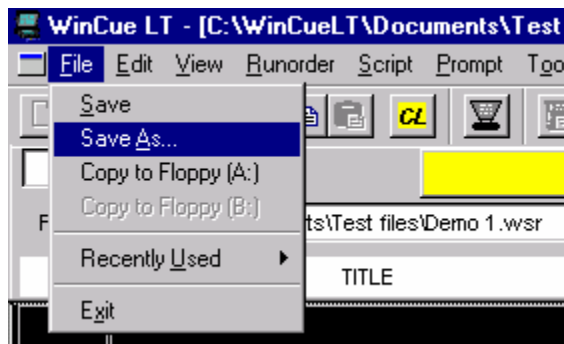 WinCue LT - [C:\WinCueLT\Documents\Test
File Edit View Runorder Script Prompt
Save
CL
Save As...
Copy to Floppy (A:)
Copy to Floppy (B:)
ts\Test files\Demo 1.wsr
Recently Used
TITLE
Exit